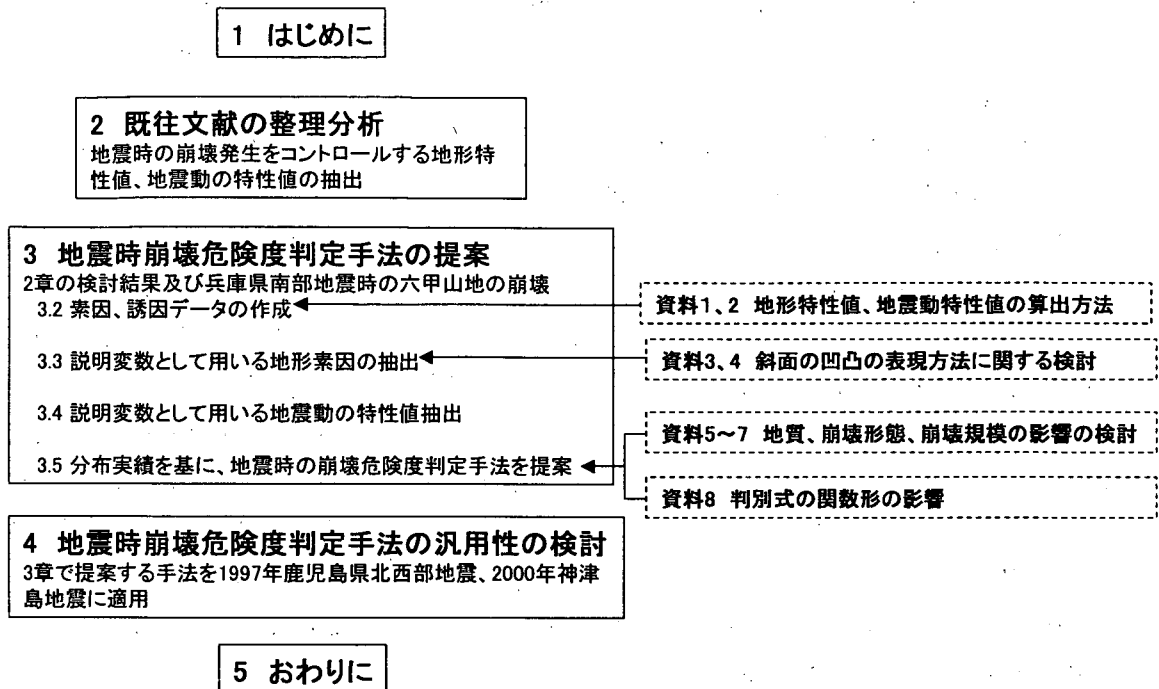 1 はじめに
2 既往文献の整理分析
地震時の崩壊発生をコントロールする地形特
性値、地震動の特性値の抽出
3 地震時崩壊危険度判定手法の提案
2章の検討結果及び兵庫県南部地震時の六甲山地の崩壊
3.2 素因、誘因データの作成
資料1、2 地形特性値、地震動特性値の算出方法
3.3 説明変数として用いる地形素因の抽出
資料3、4 斜面の凹凸の表現方法に関する検討
3.4 説明変数として用いる地震動の特性値抽出
資料5～7 地質、崩壊形態、崩壊規模の影響の検討
3.5 分布実績を基に、地震時の崩壊危険度判定手法を提案
資料8 判別式の関数形の影響
4 地震時崩壊危険度判定手法の汎用性の検討
3章で提案する手法を1997年鹿児島県北西部地震、2000年神津
島地震に適用
5 おわりに